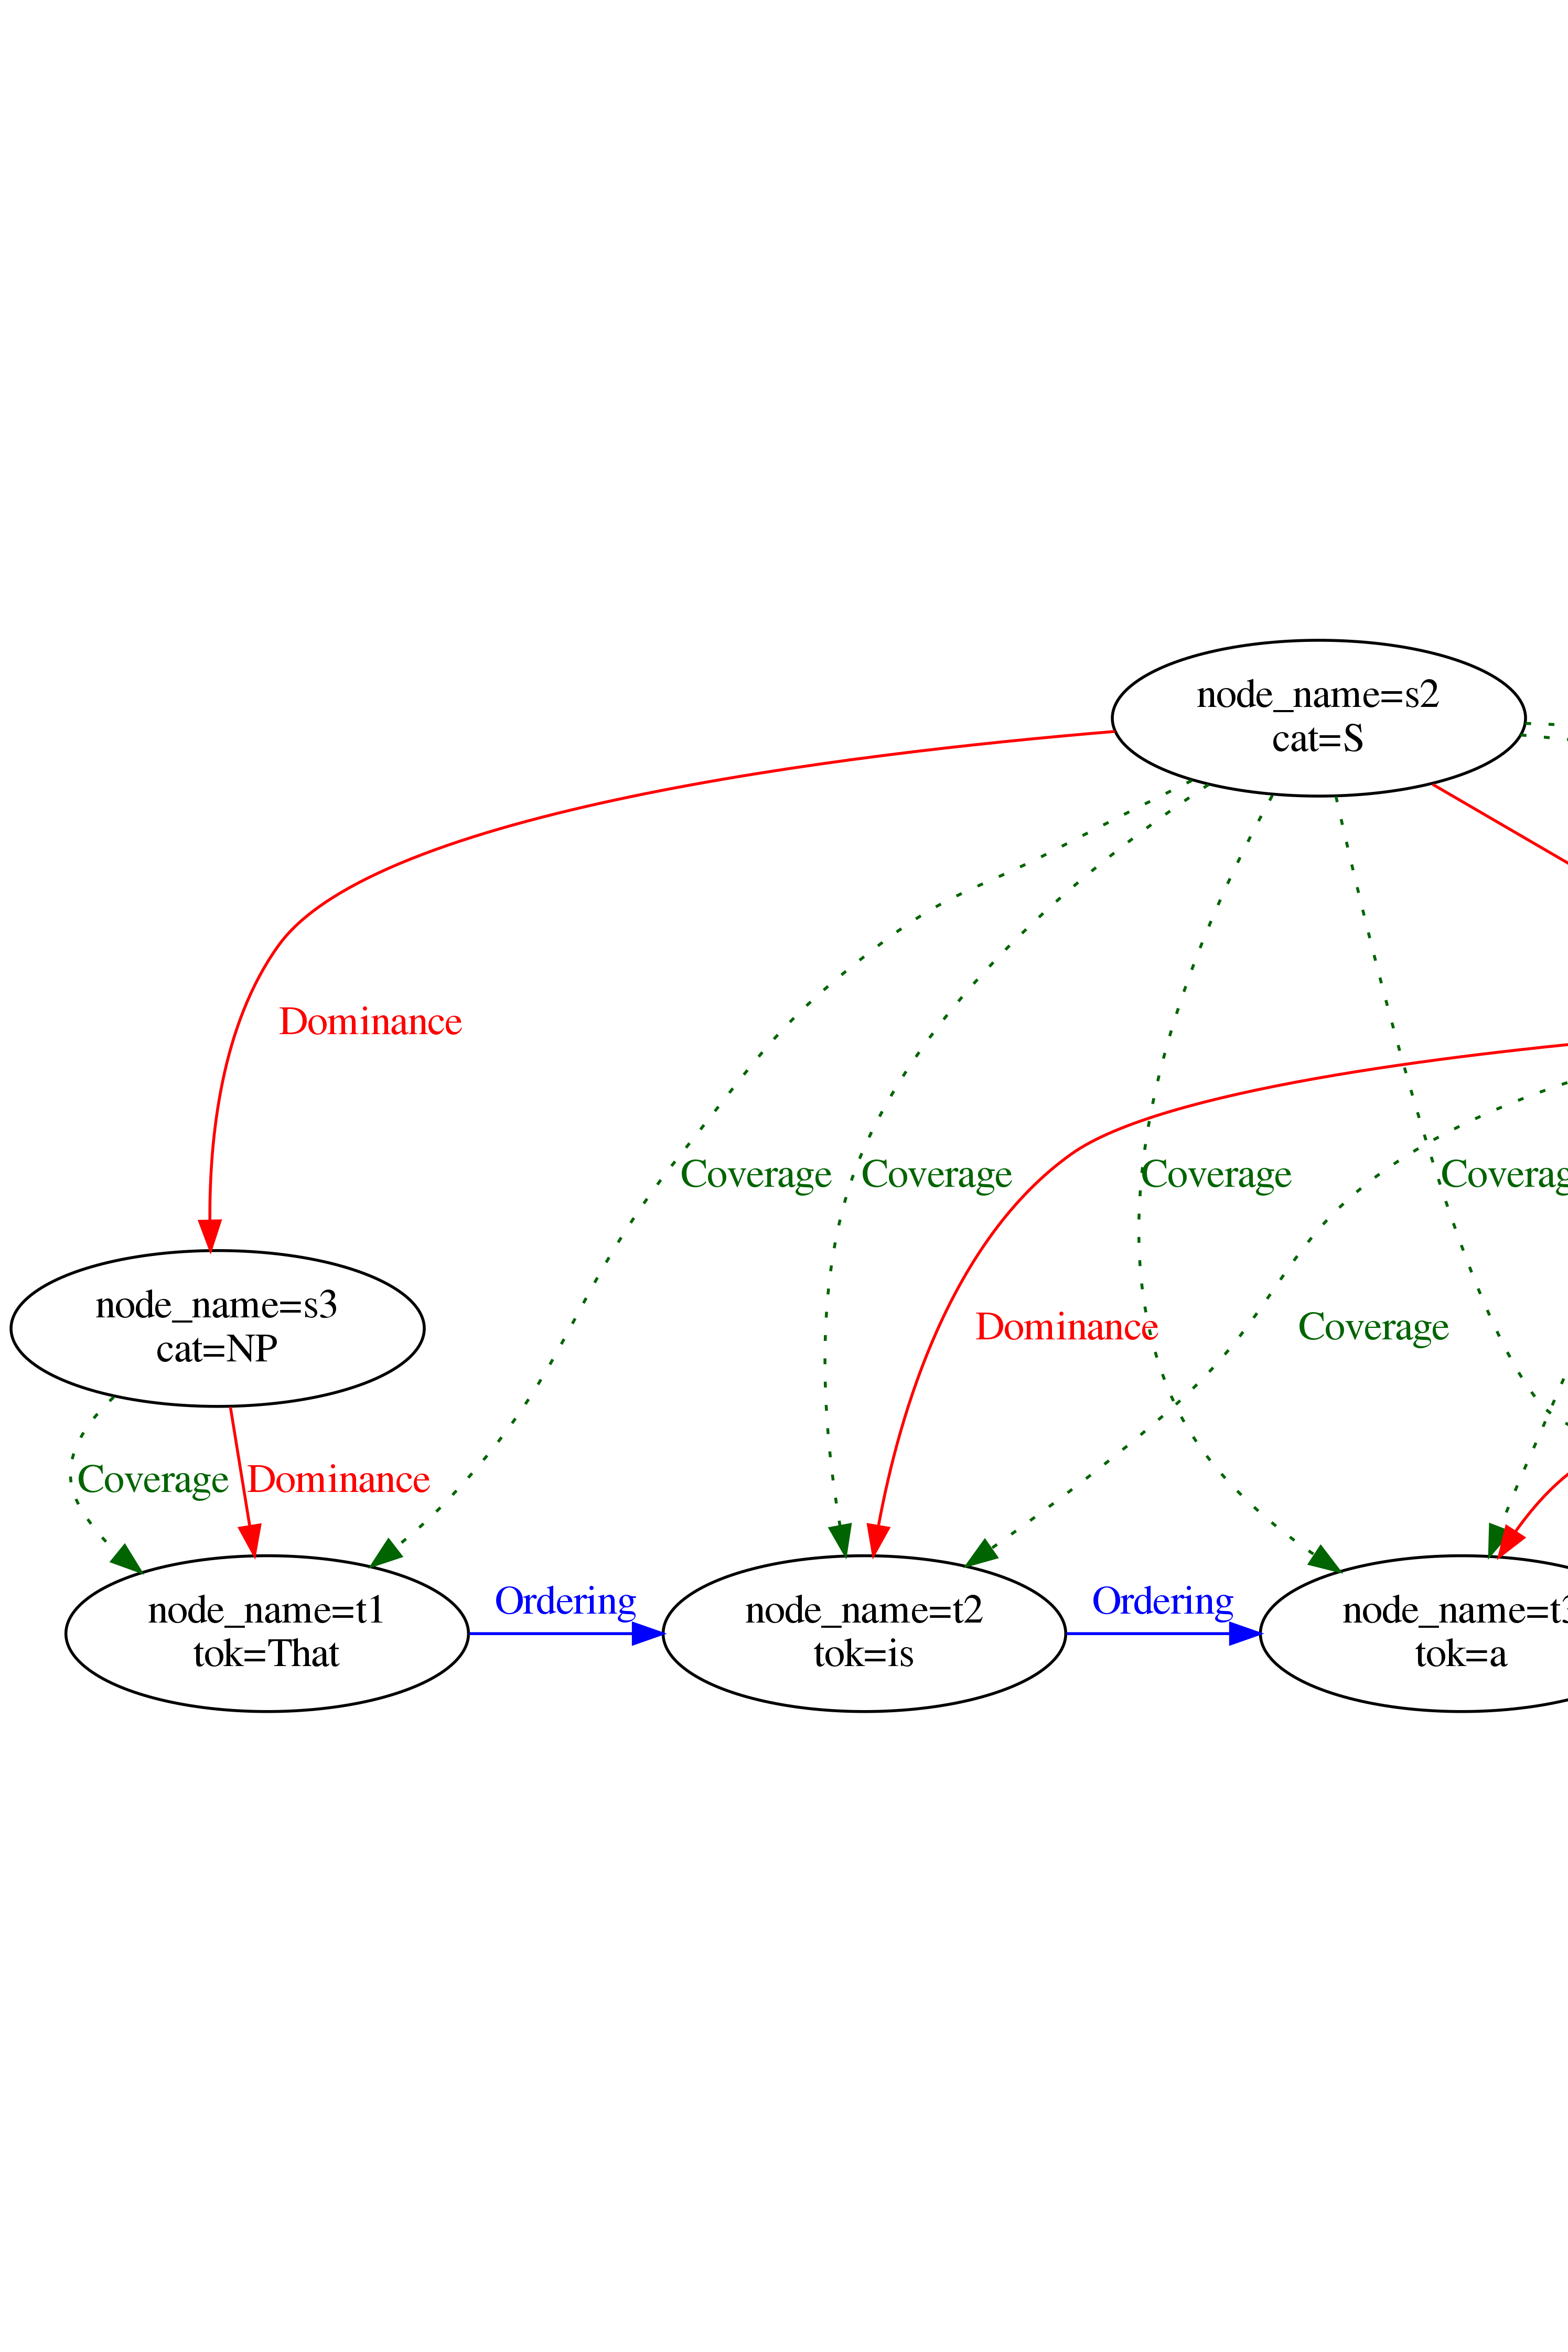 node_name=s2
cat=S
Dominance
Coverage
Coverage
Coverage
Coverag
node_name=s3
cat=NP
Dominance
Coverage
Coverage
Dominance
node_name=t1
tok=That
Ordering
node_name=t2
tok=is
Ordering
node_name=t3
tok=a